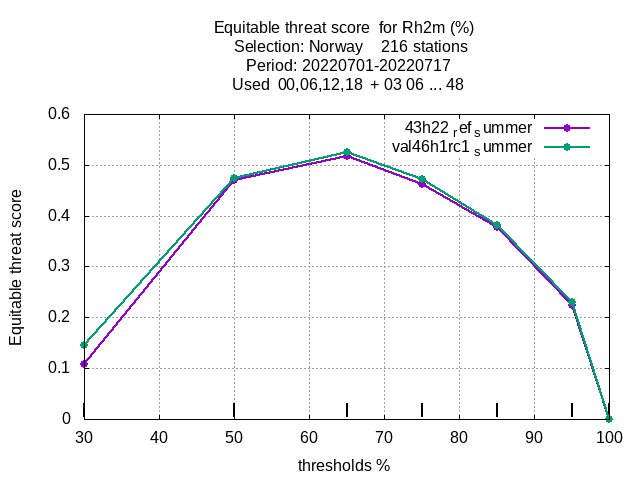 Equitable threat score  for Rh2m (%)
Selection: Norway    216 stations
Period: 20220701-20220717
Used  00,06,12,18  + 03 06 ... 48
43h22 ref summer
val46h1rc1 summer
0.6
0.5
0.4
0.3
0.2
0.1
0
Equitable threat score
30 40 50 60 70 80 90 100
thresholds %